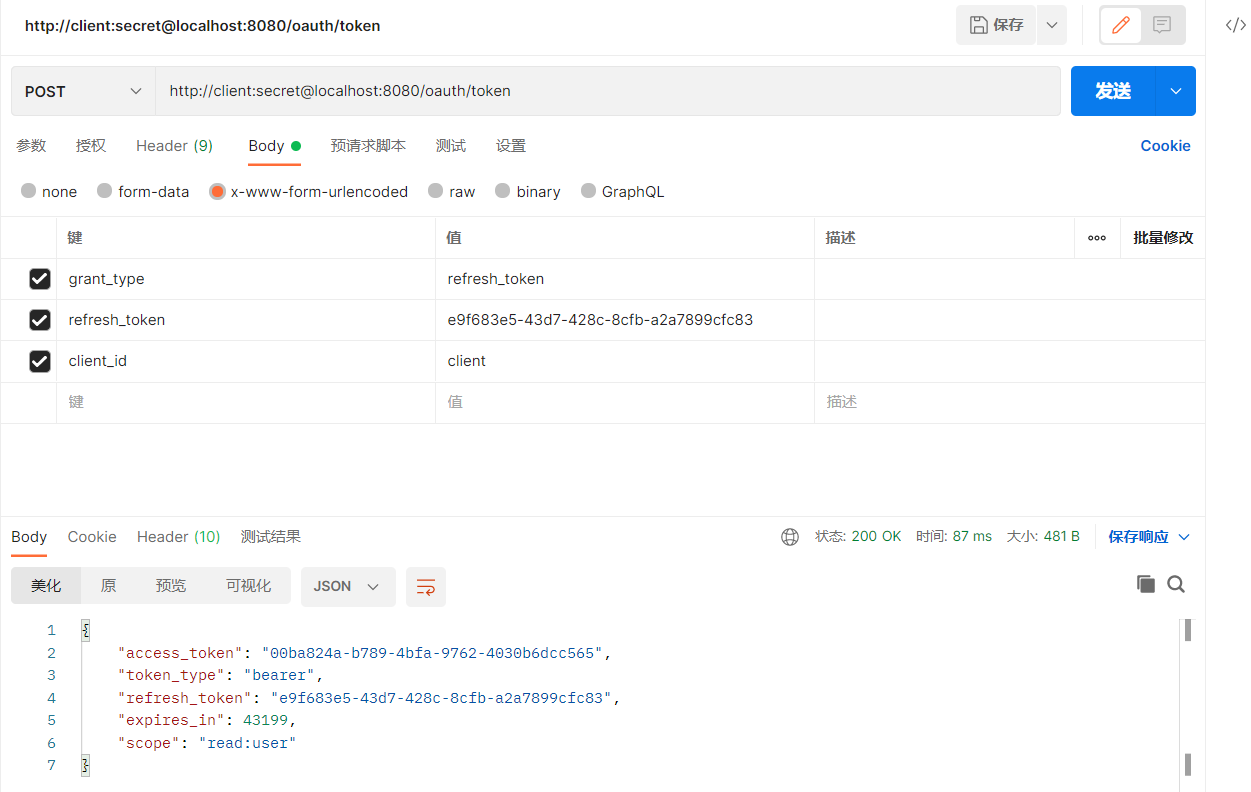 http://client:secret@localhost:8080/oauth/token
保存
</>
POST
http://client:secret@localhost:8080/oauth/token
发送
参数 授权 Header (9) Body 预请求脚本 测试 设置 Cookie
none form-data x-www-form-urlencoded raw binary GraphQL
键 值 描述 批量修改
grant_type refresh_token
refresh_token e9f683e5-43d7-428c-8cfb-a2a7899cfc83
client_id client
键 值 描述
Body Cookie Header (10) 测试结果 状态: 200 OK 时间: 87 ms 大小: 481 B 保存响应
美化 原 预览 可视化 JSON
1 {
2 "access_token": "00ba824a-b789-4bfa-9762-4030b6dcc565",
3 "token_type": "bearer",
4 "refresh_token": "e9f683e5-43d7-428c-8cfb-a2a7899cfc83",
5 "expires_in": 43199,
6 "scope": "read:user"
7 }